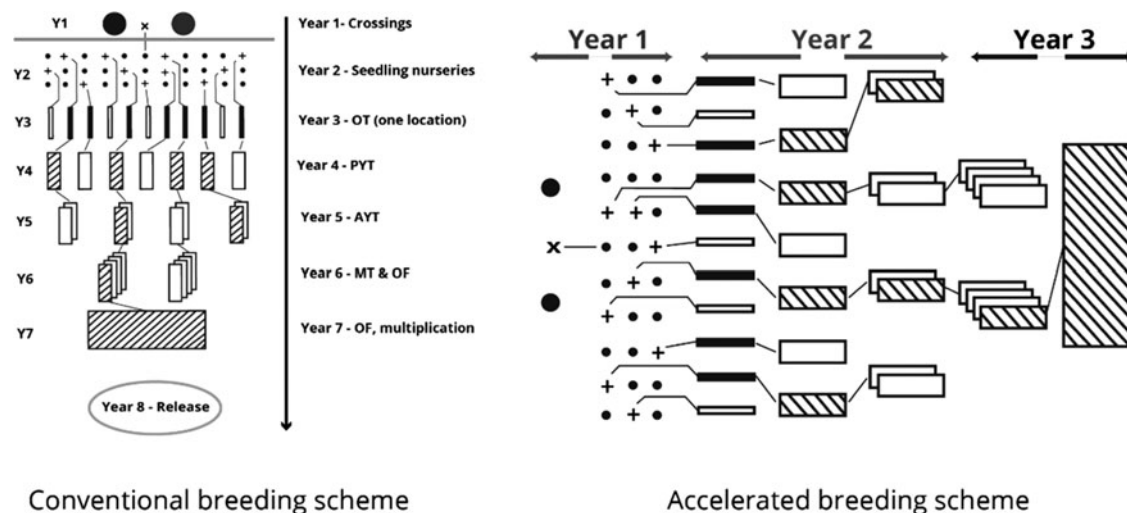 Y1
x
Year 1- Crossings
Y2
Year 2 - Seedling nurseries
Y3
Year 3 - OT (one location)
Y4
Year 4 - PYT
Y5
Year 5 - AYT
Y6
Year 6 - MT & OF
Y7
Year 7 - OF, multiplication
Year 8 - Release
Conventional breeding scheme
Year 1
Year 2
Year 3
x
Accelerated breeding scheme